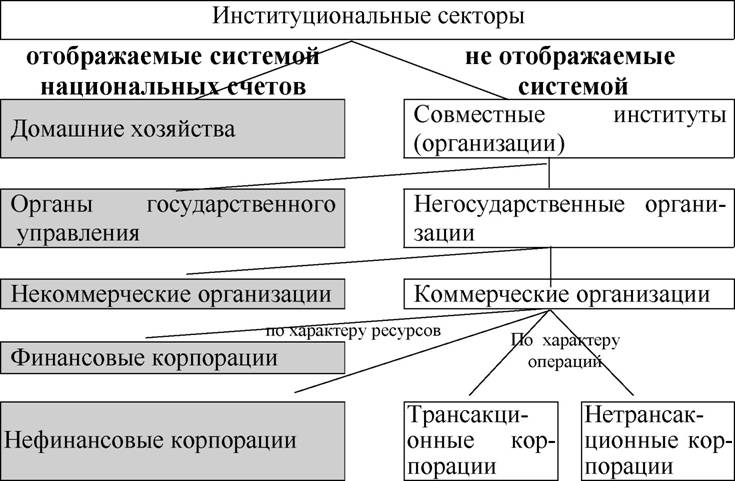 Институциональные секторы
отображаемые системой
национальных счетов
не отображаемые
системой
Домашние хозяйства
Совместные институты
(организации)
Органы государственного
управления
Негосударственные органи-
зации
Некоммерческие организации
Коммерческие организации
по характеру ресурсов
По характеру
операций
Финансовые корпорации
Нефинансовые корпорации
Трансакци-
онные кор-
порации
Нетрансак-
ционные кор-
порации